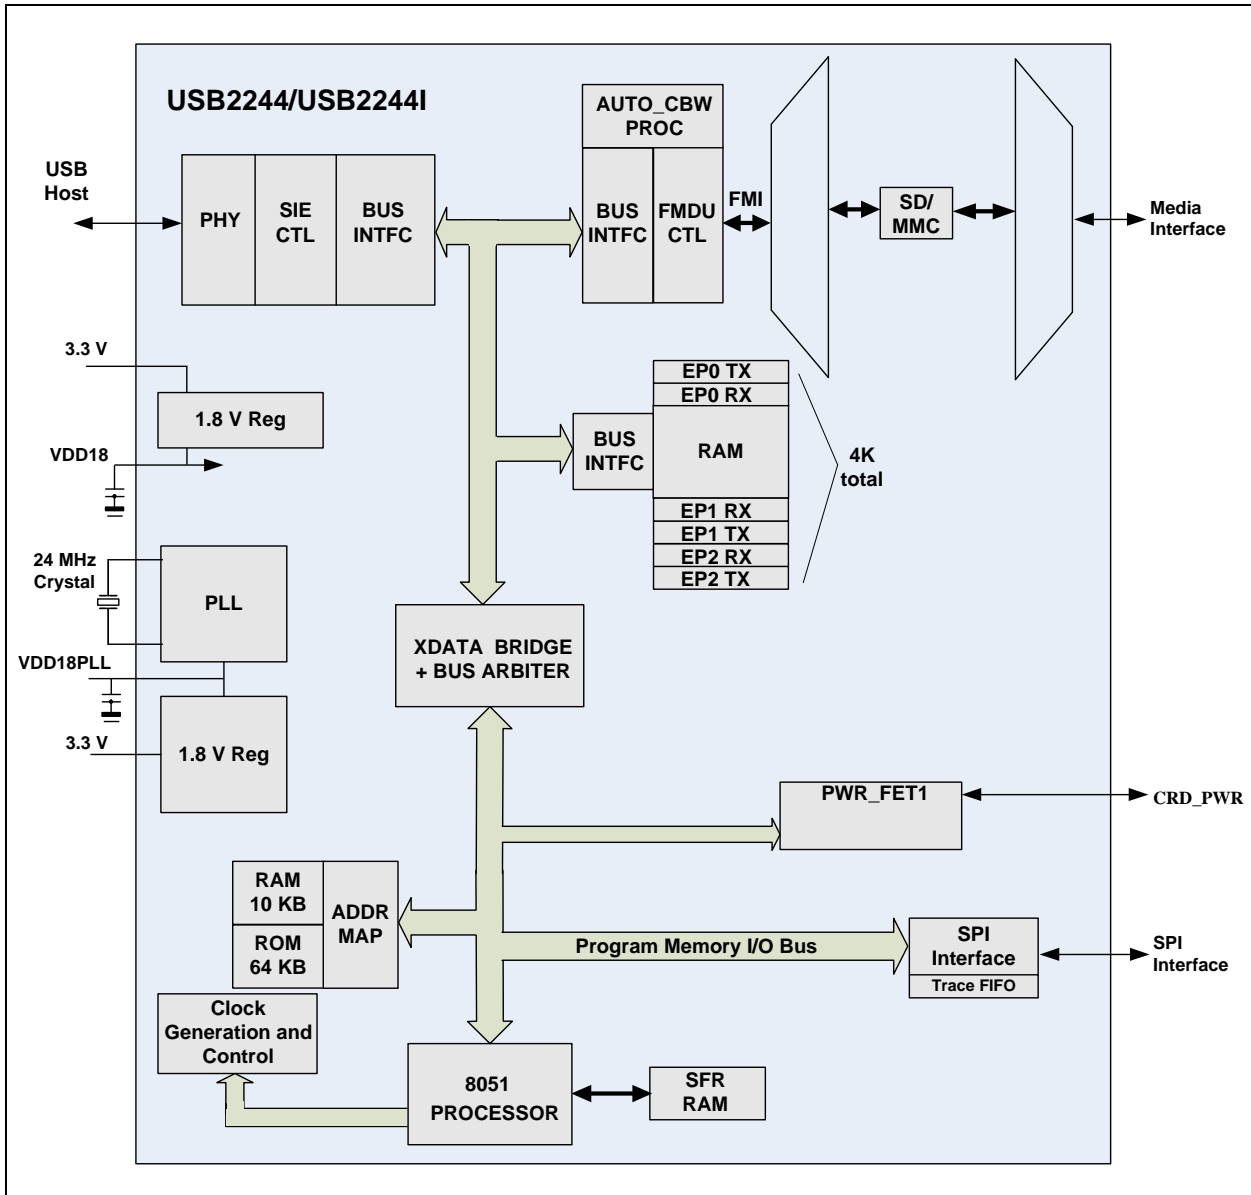 USB2244/USB2244I
USB
Host
PHY
SIE
CTL
BUS
INTFC
AUTO_CBW
PROC
BUS
INTFC
FMDU
CTL
FMI
SD/
MMC
Media
Interface
3.3 V
1.8 V Reg
VDD18
EP0 TX
EP0 RX
BUS
INTFC
RAM
EP1 RX
EP1 TX
EP2 RX
EP2 TX
4K
total
24 MHz
Crystal
PLL
VDD18PLL
3.3 V
1.8 V Reg
XDATA BRIDGE
+ BUS ARBITER
PWR_FET1
CRD_PWR
RAM
10 KB
ROM
64 KB
ADDR
MAP
Program Memory I/O Bus
SPI
Interface
Trace FIFO
SPI
Interface
Clock
Generation and
Control
8051
PROCESSOR
SFR
RAM